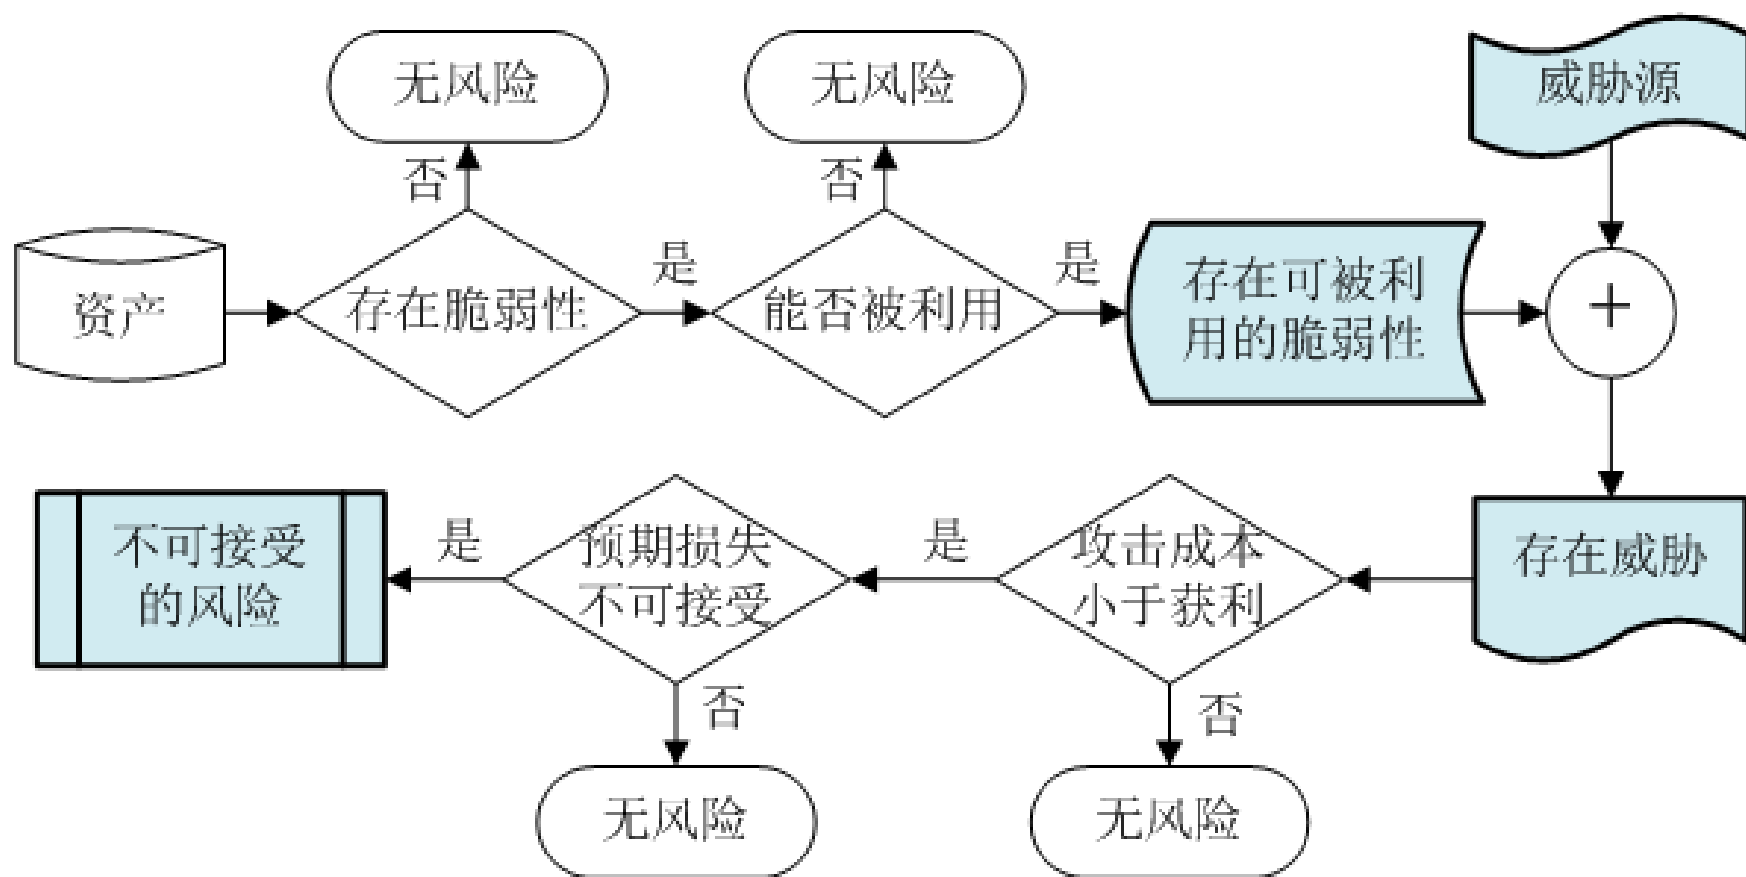 无风险
无风险
威胁源
否
否
资产
存在脆弱性
是
能否被利用
是
存在可被利
用的脆弱性
+
不可接受
的风险
是
预期损失
不可接受
是
攻击成本
小于获利
存在威胁
否
否
无风险
无风险